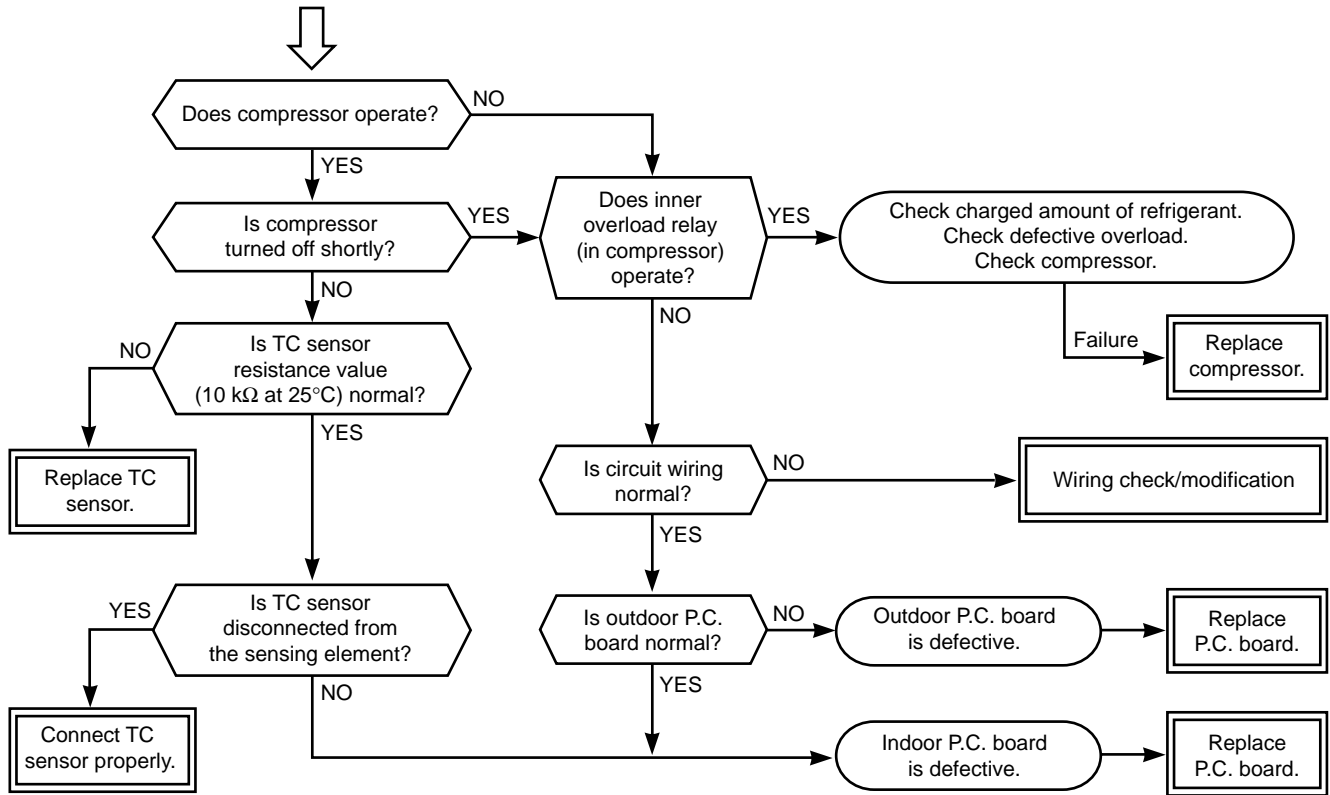 Does compressor operate?
NO
YES
Is compressor
turned off shortly?
YES
NO
Does inner
overload relay
(in compressor)
operate?
YES
NO
Check charged amount of refrigerant.
Check defective overload.
Check compressor.
Failure
Replace
compressor.
Is TC sensor
resistance value
(10 kΩ at 25°C) normal?
NO
YES
Replace TC
sensor.
Is circuit wiring
normal?
NO
YES
Wiring check/modification
Is TC sensor
disconnected from
the sensing element?
YES
NO
Connect TC
sensor properly.
Is outdoor P.C.
board normal?
NO
YES
Outdoor P.C. board
is defective.
Replace
P.C. board.
Indoor P.C. board
is defective.
Replace
P.C. board.